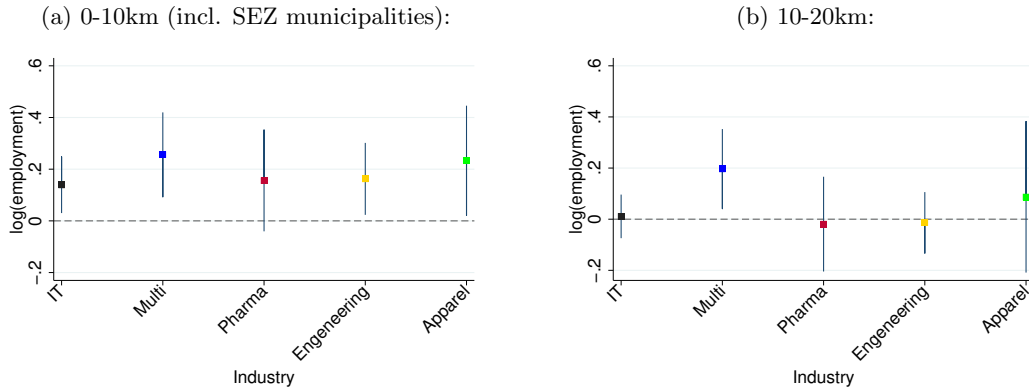 (a) 0-10km (incl. SEZ municipalities):
log(employment)
.6
.4
.2
0
-.2
IT
Multi
Pharma
Engeneering
Apparel
Industry
(b) 10-20km:
log(employment)
.6
.4
.2
0
-.2
IT
Multi
Pharma
Engeneering
Apparel
Industry